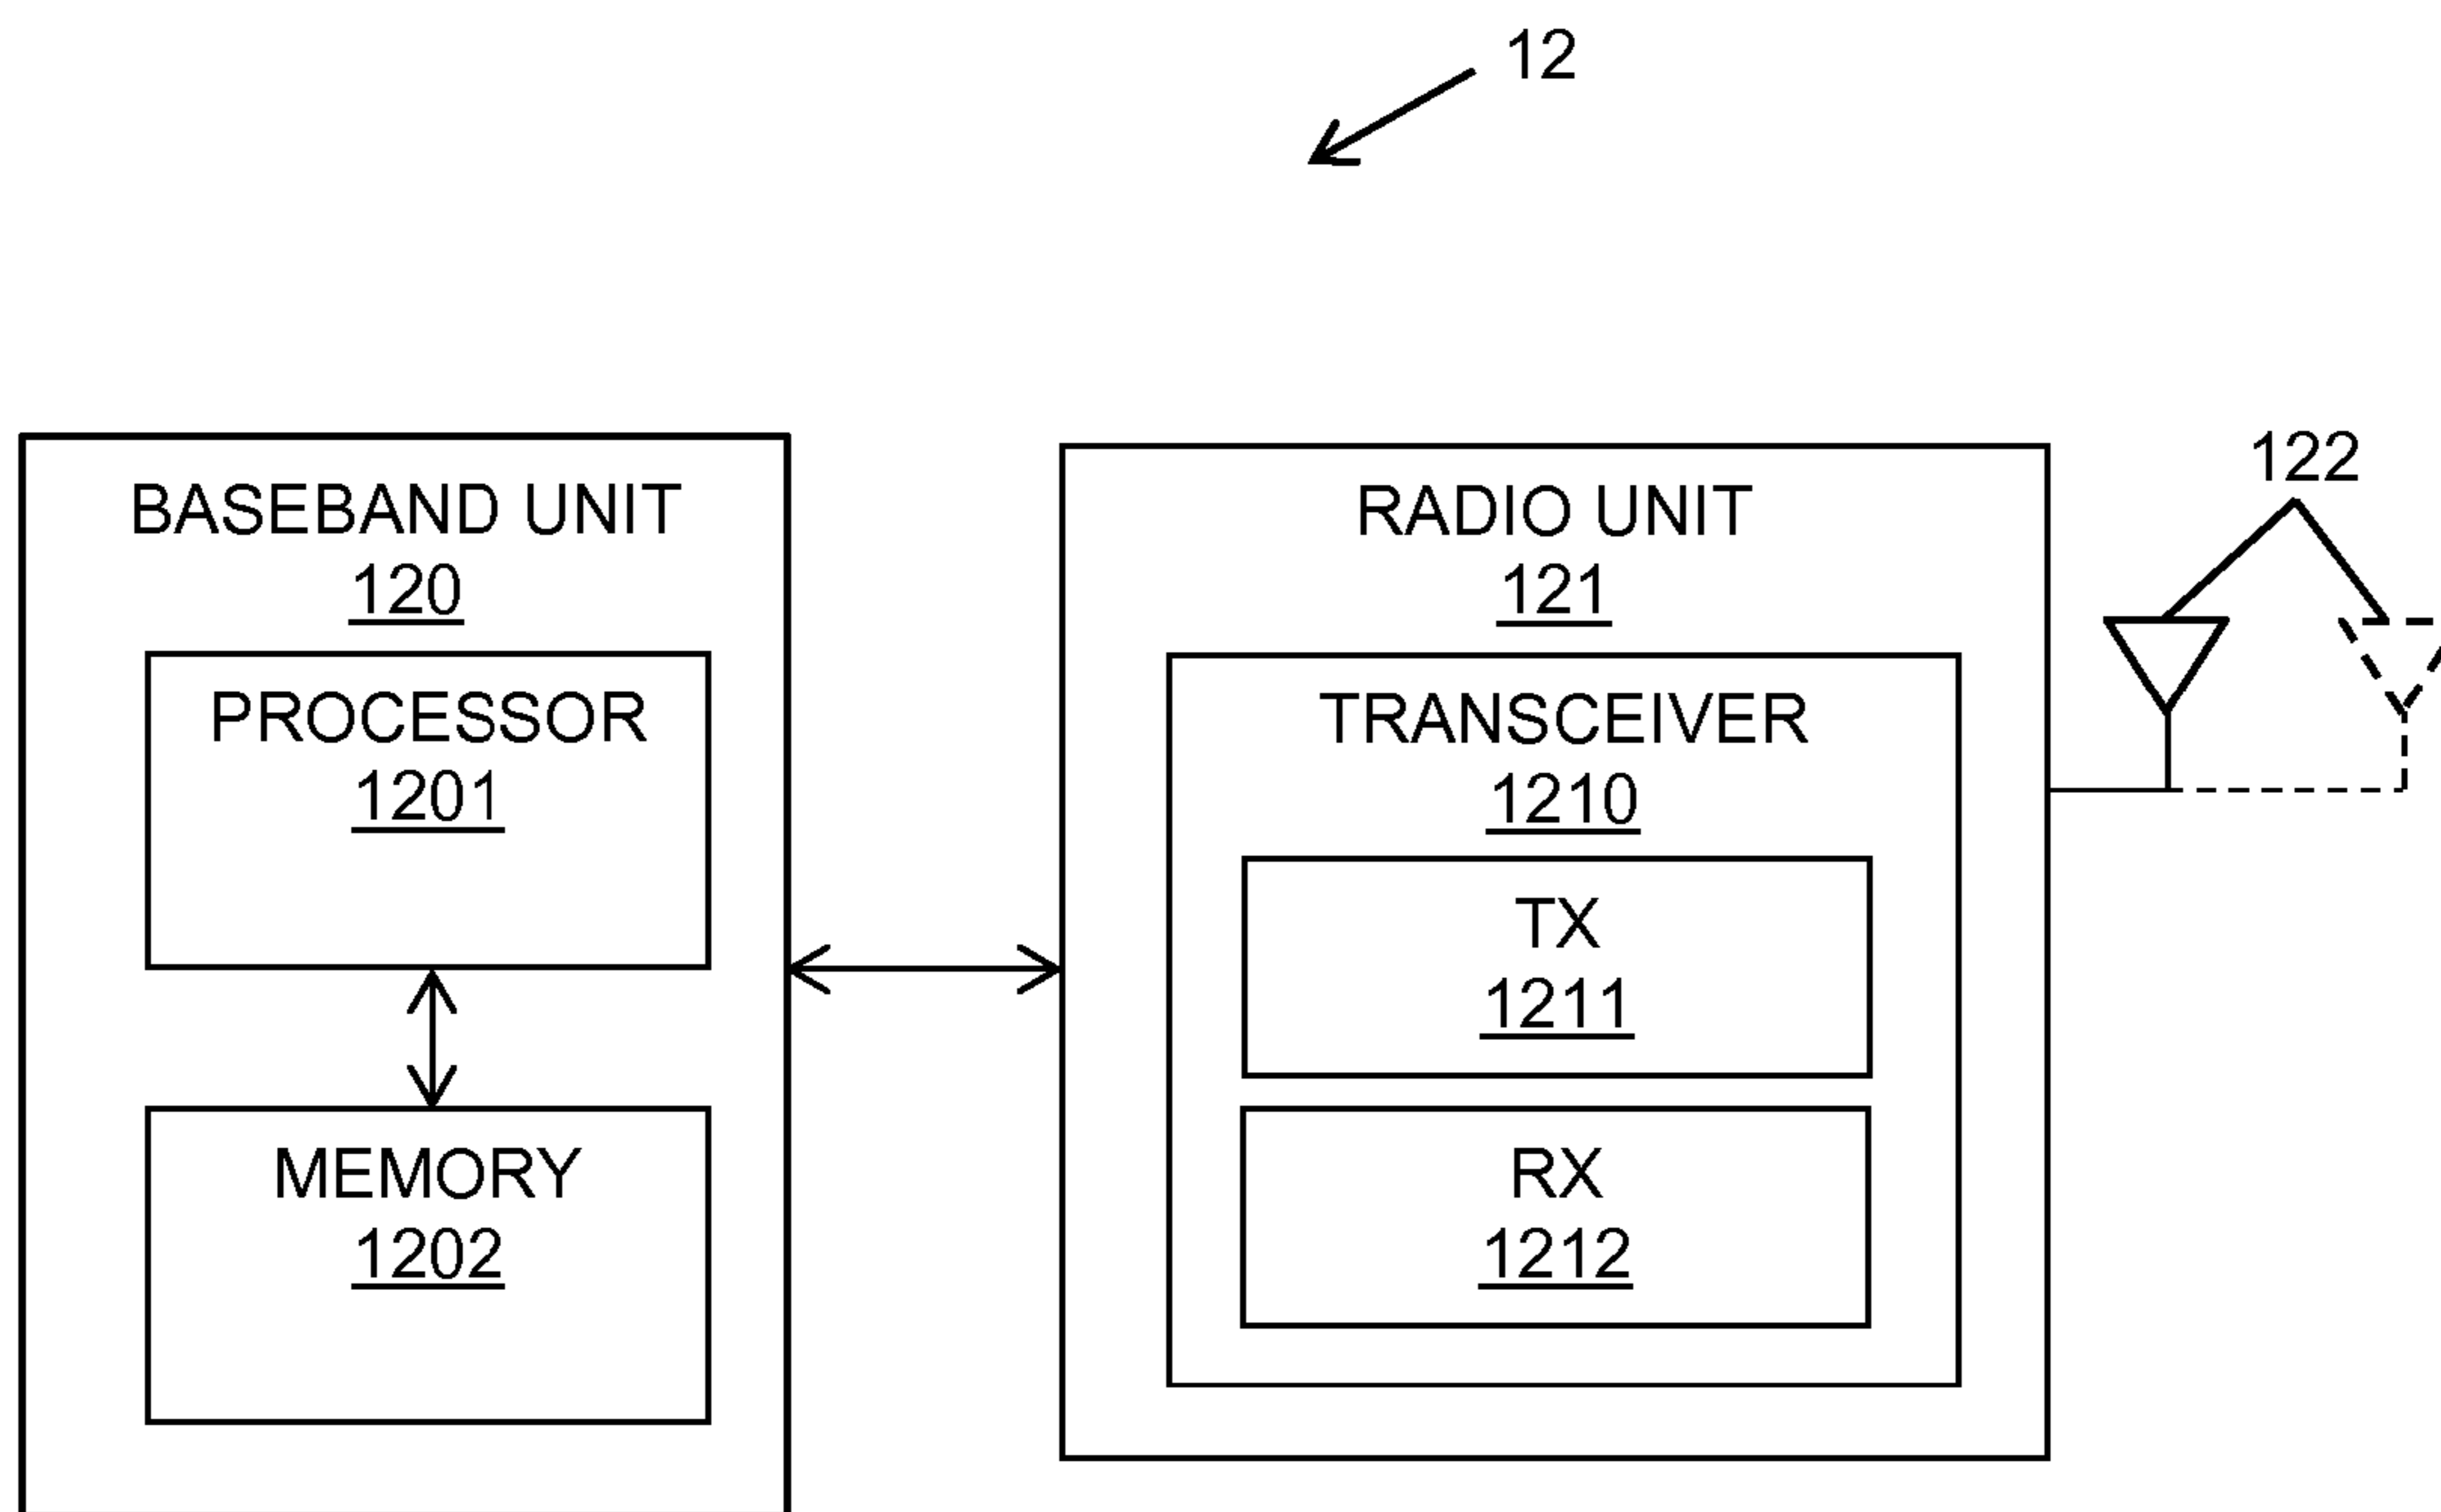 12
BASEBAND UNIT
120
PROCESSOR
1201
MEMORY
1202
RADIO UNIT
121
TRANSCEIVER
1210
TX
1211
RX
1212
122